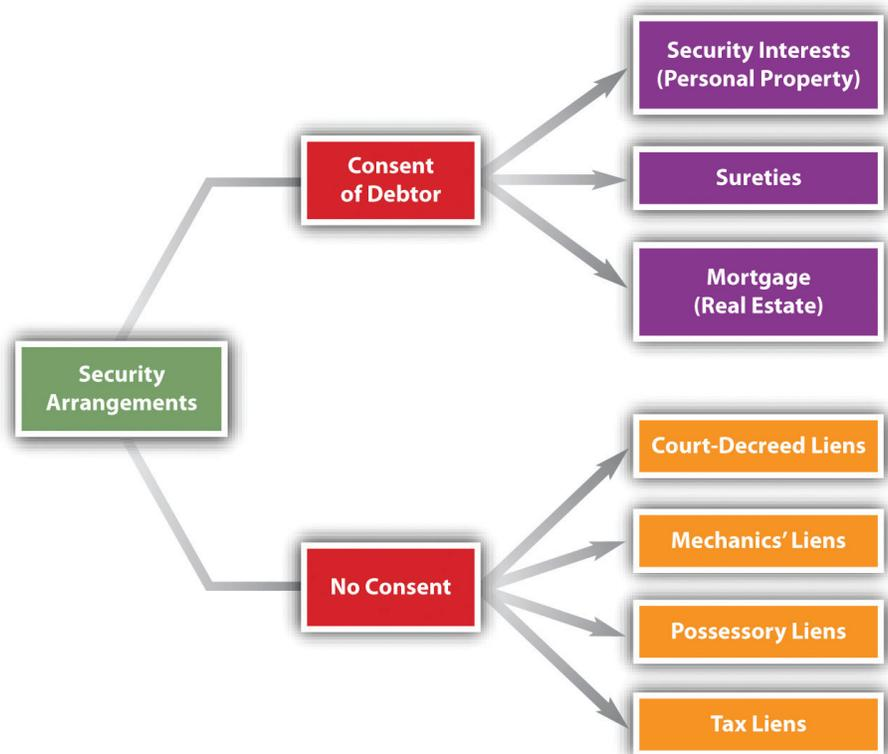 Security Interests
(Personal Property)
Consent
of Debtor
Sureties
Mortgage
(Real Estate)
Security
Arrangements
Court-Decreed Liens
Mechanics' Liens
No Consent
Possessory Liens
Tax Liens